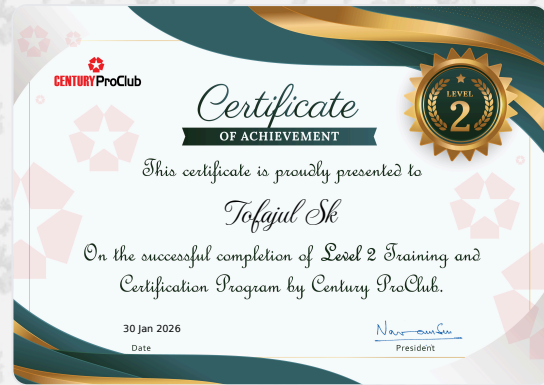 CENTURY ProClub
LEVEL
2
Certificate
OF ACHIEVEMENT
This certificate is proudly presented to
Tofajul Sk
On the successful completion of Level 2 Training and
Certification Program by Century ProClub.
30 Jan 2026
Date
President